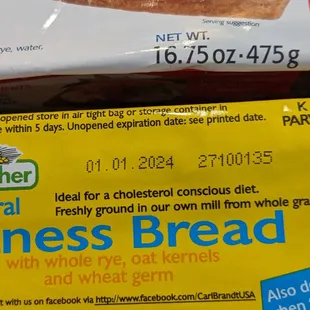 Serving suggestion
rye, water,
NET WT.
16.75 oz · 475g
opened store in air tight bag or storage container in
e within 5 days. Unopened expiration date: see printed date.
K
PAR
01.01.2024 27100135
her
Ideal for a cholesterol conscious diet.
Freshly ground in our own mill from whole gra
ral
ness Bread
with whole rye, oat kernels
and wheat germ
t with us on facebook via http://www.facebook.com/CarlBrandtUSA
Also d